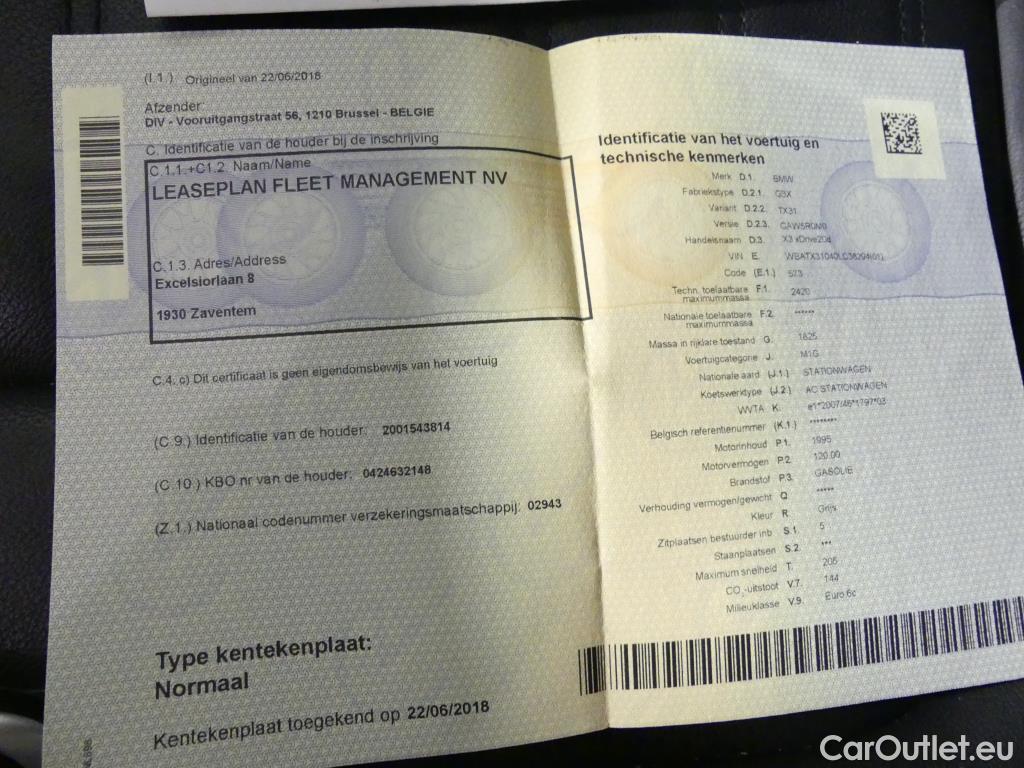 (I.1.) Origineel van 22/06/2018
Afzender:
DIV - Vooruitgangstraat 56, 1210 Brussel - BELGIE
C. Identificatie van de houder bij de inschrijving
C.1.1.+C1.2. Naam/Name
LEASEPLAN FLEET MANAGEMENT NV
C.1.3. Adres/Address
Excelsiorlaan 8
1930 Zaventem
C.4. c) Dit certificaat is geen eigendomsbewijs van het voertuig
(C.9.) Identificatie van de houder: 2001543814
(C.10.) KBO nr van de houder: 0424632148
(Z.1.) Nationaal codenummer verzekeringsmaatschappij: 02943
Type kentekenplaat:
Normaal
Kentekenplaat toegekend op 22/06/2018
Identificatie van het voertuig en
technische kenmerken
Merk D.1. BMW
Fabriekstype D.2.1. G3X
Variant D.2.2. TX31
Versie D.2.3.
Handelsnaam D.3. X3 xDrive20d
VIN E.
Code (E.1.) 573
Techn. toelaatbare F.1. 2420
maximummassa
Nationale toelaatbare F.2. ******
maximummassa
Massa in rijklare toestand G. 1825
Voertuigcategorie J. M1G
Nationale aard (J.1.) STATIONWAGEN
Koetswerktype (J.2.) AC STATIONWAGEN
WVTA K. e1*2007/46*1797*03
Belgisch referentienummer (K.1.) ********
Motorinhoud P.1. 1995
Motorvermogen P.2. 120.00
Brandstof P.3. GASOLIE
Verhouding vermogen/gewicht Q *****
Kleur R. Grijs
Zitplaatsen bestuurder inb S.1. 5
Staanplaatsen S.2. ***
Maximum snelheid T. 205
CO2-uitstoot V.7. 144
Milieuklasse V.9. Euro 6c
CarOutlet.eu